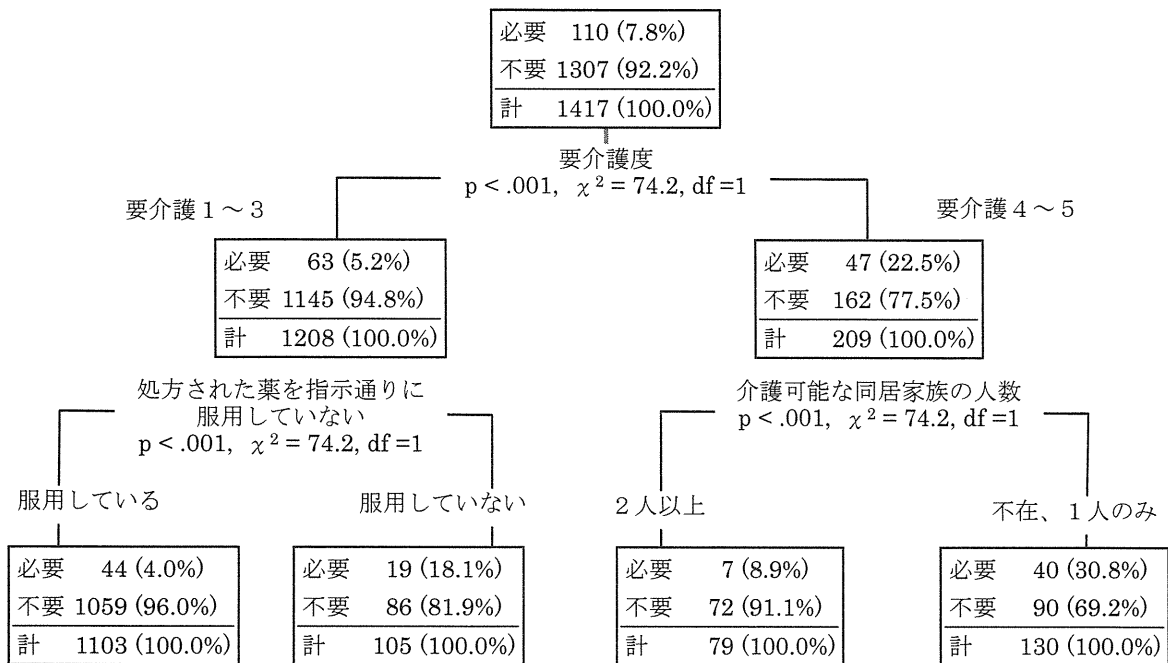 必要 110 (7.8%)
不要 1307 (92.2%)
計 1417 (100.0%)
要介護度
p < .001, χ² = 74.2, df =1
要介護1～3
要介護4～5
必要 63 (5.2%)
不要 1145 (94.8%)
計 1208 (100.0%)
必要 47 (22.5%)
不要 162 (77.5%)
計 209 (100.0%)
処方された薬を指示通りに
服用していない
p < .001, χ² = 74.2, df =1
介護可能な同居家族の人数
p < .001, χ² = 74.2, df =1
服用している
服用していない
2人以上
不在、1人のみ
必要 44 (4.0%)
不要 1059 (96.0%)
計 1103 (100.0%)
必要 19 (18.1%)
不要 86 (81.9%)
計 105 (100.0%)
必要 7 (8.9%)
不要 72 (91.1%)
計 79 (100.0%)
必要 40 (30.8%)
不要 90 (69.2%)
計 130 (100.0%)